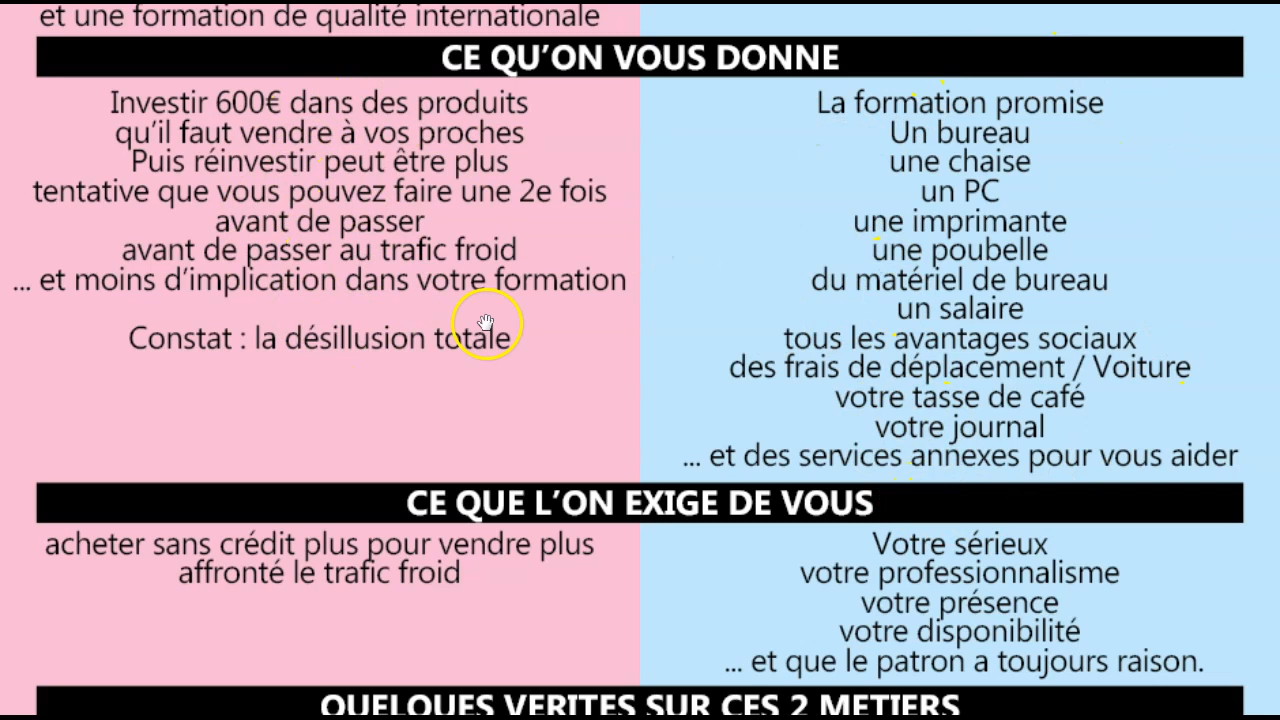 et une formation de qualité internationale
CE QU'ON VOUS DONNE
Investir 600€ dans des produits
qu'il faut vendre à vos proches
Puis réinvestir peut être plus
tentative que vous pouvez faire une 2e fois
avant de passer
avant de passer au trafic froid
... et moins d'implication dans votre formation
Constat : la désillusion totale
La formation promise
Un bureau
une chaise
un PC
une imprimante
une poubelle
du matériel de bureau
un salaire
tous les avantages sociaux
des frais de déplacement / Voiture
votre tasse de café
votre journal
... et des services annexes pour vous aider
CE QUE L'ON EXIGE DE VOUS
acheter sans crédit plus pour vendre plus
affronté le trafic froid
Votre sérieux
votre professionnalisme
votre présence
votre disponibilité
... et que le patron a toujours raison.
QUELQUES VERITES SUR CES 2 METIERS